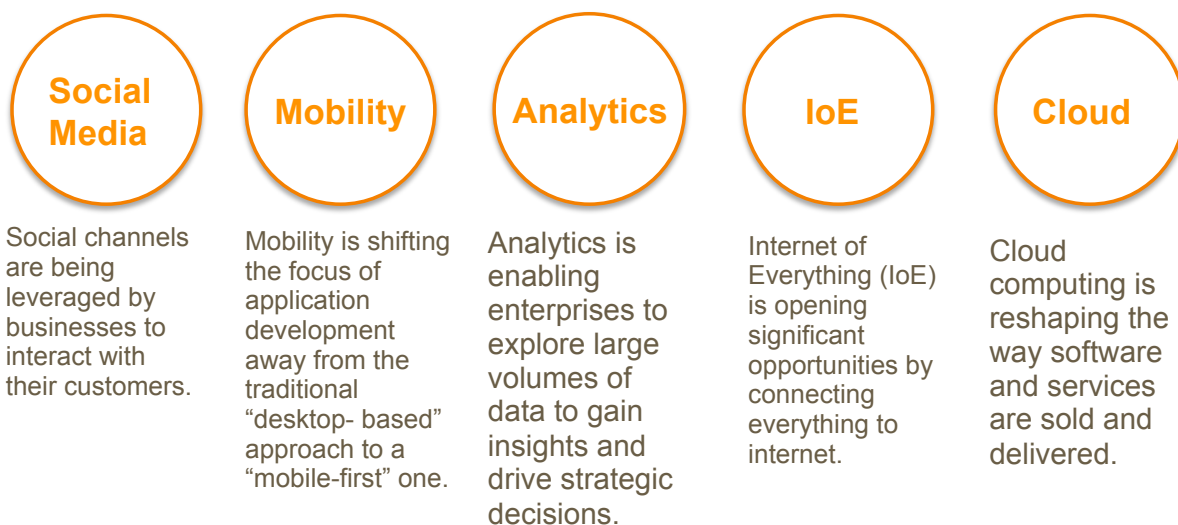 Social
Media
Mobility
Analytics
IoE
Cloud
Social channels
are being
leveraged by
businesses to
interact with
their customers.
Mobility is shifting
the focus of
application
development
away from the
traditional
“desktop- based”
approach to a
“mobile-first” one.
Analytics is
enabling
enterprises to
explore large
volumes of
data to gain
insights and
drive strategic
decisions.
Internet of
Everything (IoE)
is opening
significant
opportunities by
connecting
everything to
internet.
Cloud
computing is
reshaping the
way software
and services
are sold and
delivered.